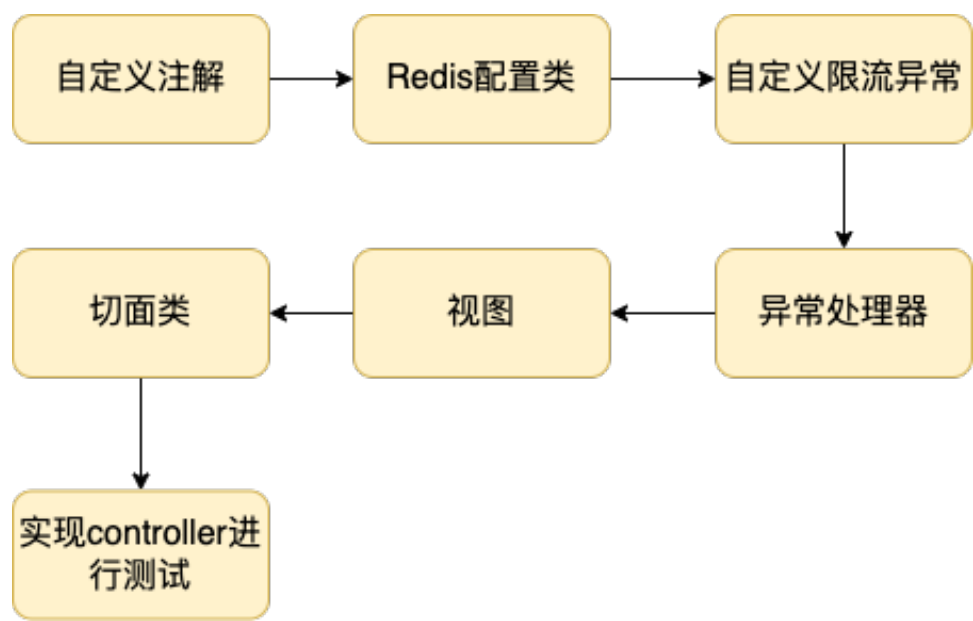 自定义注解
Redis配置类
自定义限流异常
异常处理器
视图
切面类
实现controller进
行测试